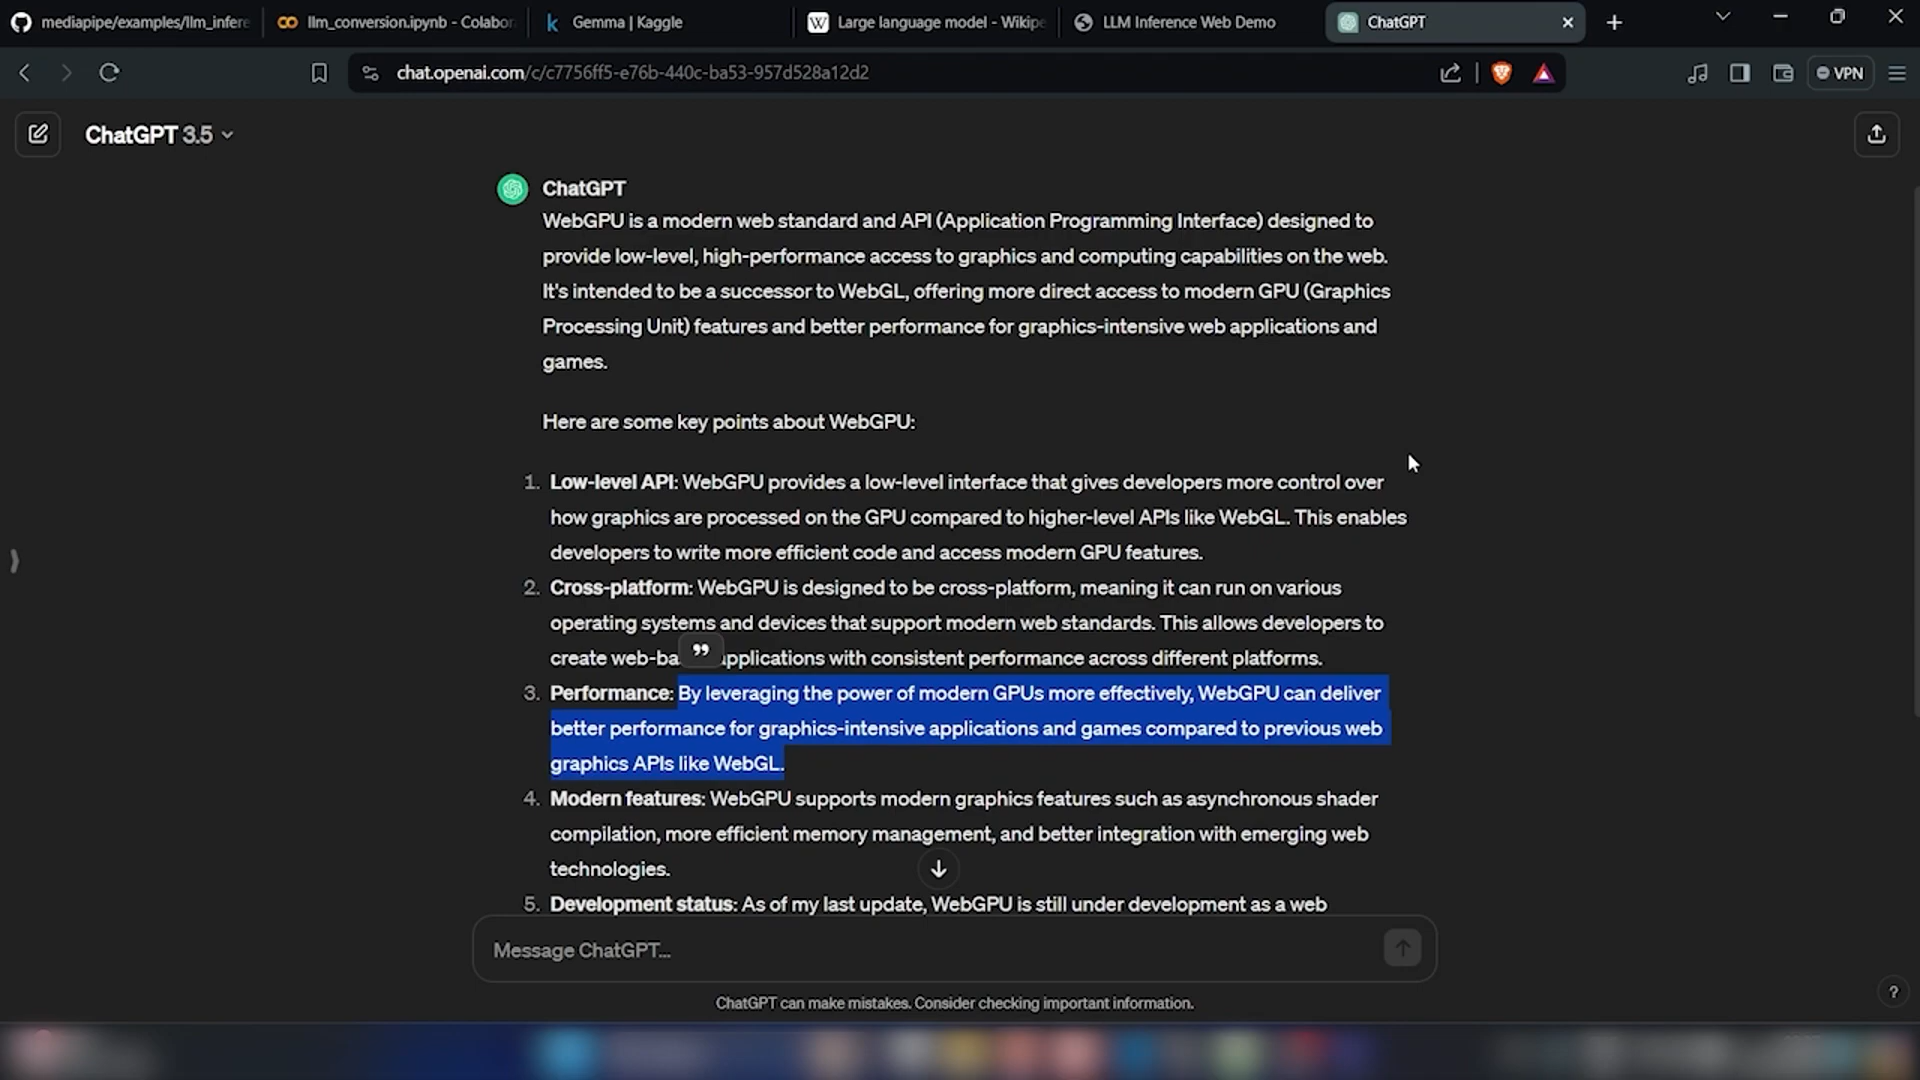 mediapipe/examples/llm_infere
llm_conversion.ipynb - Colabor
Gemma | Kaggle
Large language model - Wikipe
LLM Inference Web Demo
ChatGPT
chat.openai.com/c/c7756ff5-e76b-440c-ba53-957d528a12d2
VPN
ChatGPT 3.5
ChatGPT
WebGPU is a modern web standard and API (Application Programming Interface) designed to
provide low-level, high-performance access to graphics and computing capabilities on the web.
It's intended to be a successor to WebGL, offering more direct access to modern GPU (Graphics
Processing Unit) features and better performance for graphics-intensive web applications and
games.
Here are some key points about WebGPU:
1. Low-level API: WebGPU provides a low-level interface that gives developers more control over
how graphics are processed on the GPU compared to higher-level APIs like WebGL. This enables
developers to write more efficient code and access modern GPU features.
2. Cross-platform: WebGPU is designed to be cross-platform, meaning it can run on various
operating systems and devices that support modern web standards. This allows developers to
create web-ba pplications with consistent performance across different platforms.
3. Performance: By leveraging the power of modern GPUs more effectively, WebGPU can deliver
better performance for graphics-intensive applications and games compared to previous web
graphics APIs like WebGL.
4. Modern features: WebGPU supports modern graphics features such as asynchronous shader
compilation, more efficient memory management, and better integration with emerging web
technologies.
5. Development status: As of my last update, WebGPU is still under development as a web
Message ChatGPT...
ChatGPT can make mistakes. Consider checking important information.
?